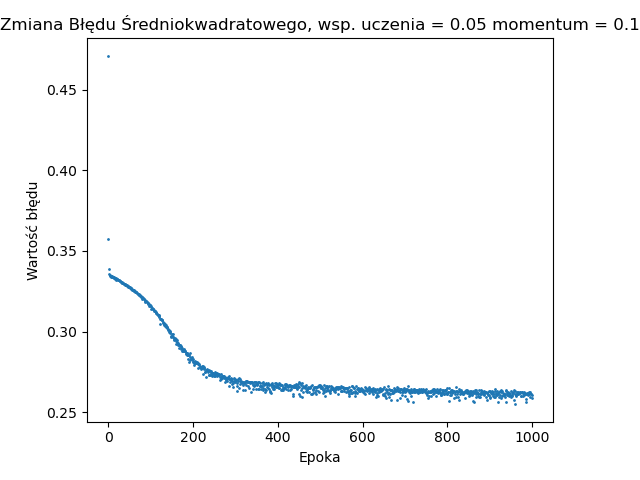 Zmiana Błędu Średniokwadratowego, wsp. uczenia = 0.05 momentum = 0.1
0.45
0.40
0.35
0.30
0.25
Wartość błędu
0 200 400 600 800 1000
Epoka